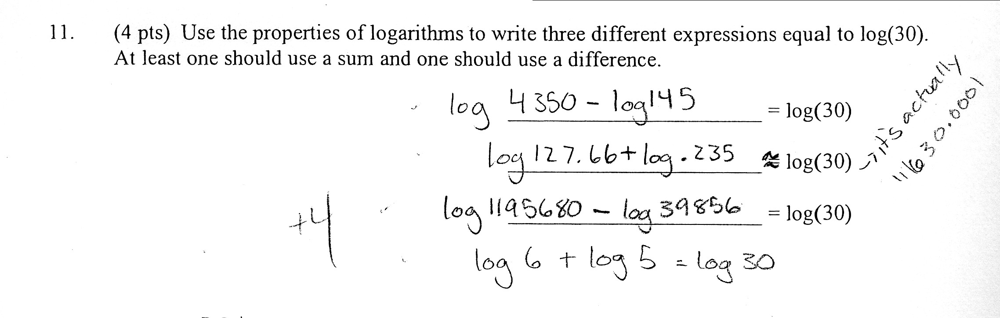 11. (4 pts) Use the properties of logarithms to write three different expressions equal to log(30).
At least one should use a sum and one should use a difference.
log 4350 - log145 = log(30)
log 127.66 + log .235 ≈ log(30) → it's actually
like 30.0001
log 1195680 - log 39856 = log(30)
+4
log 6 + log 5 = log 30